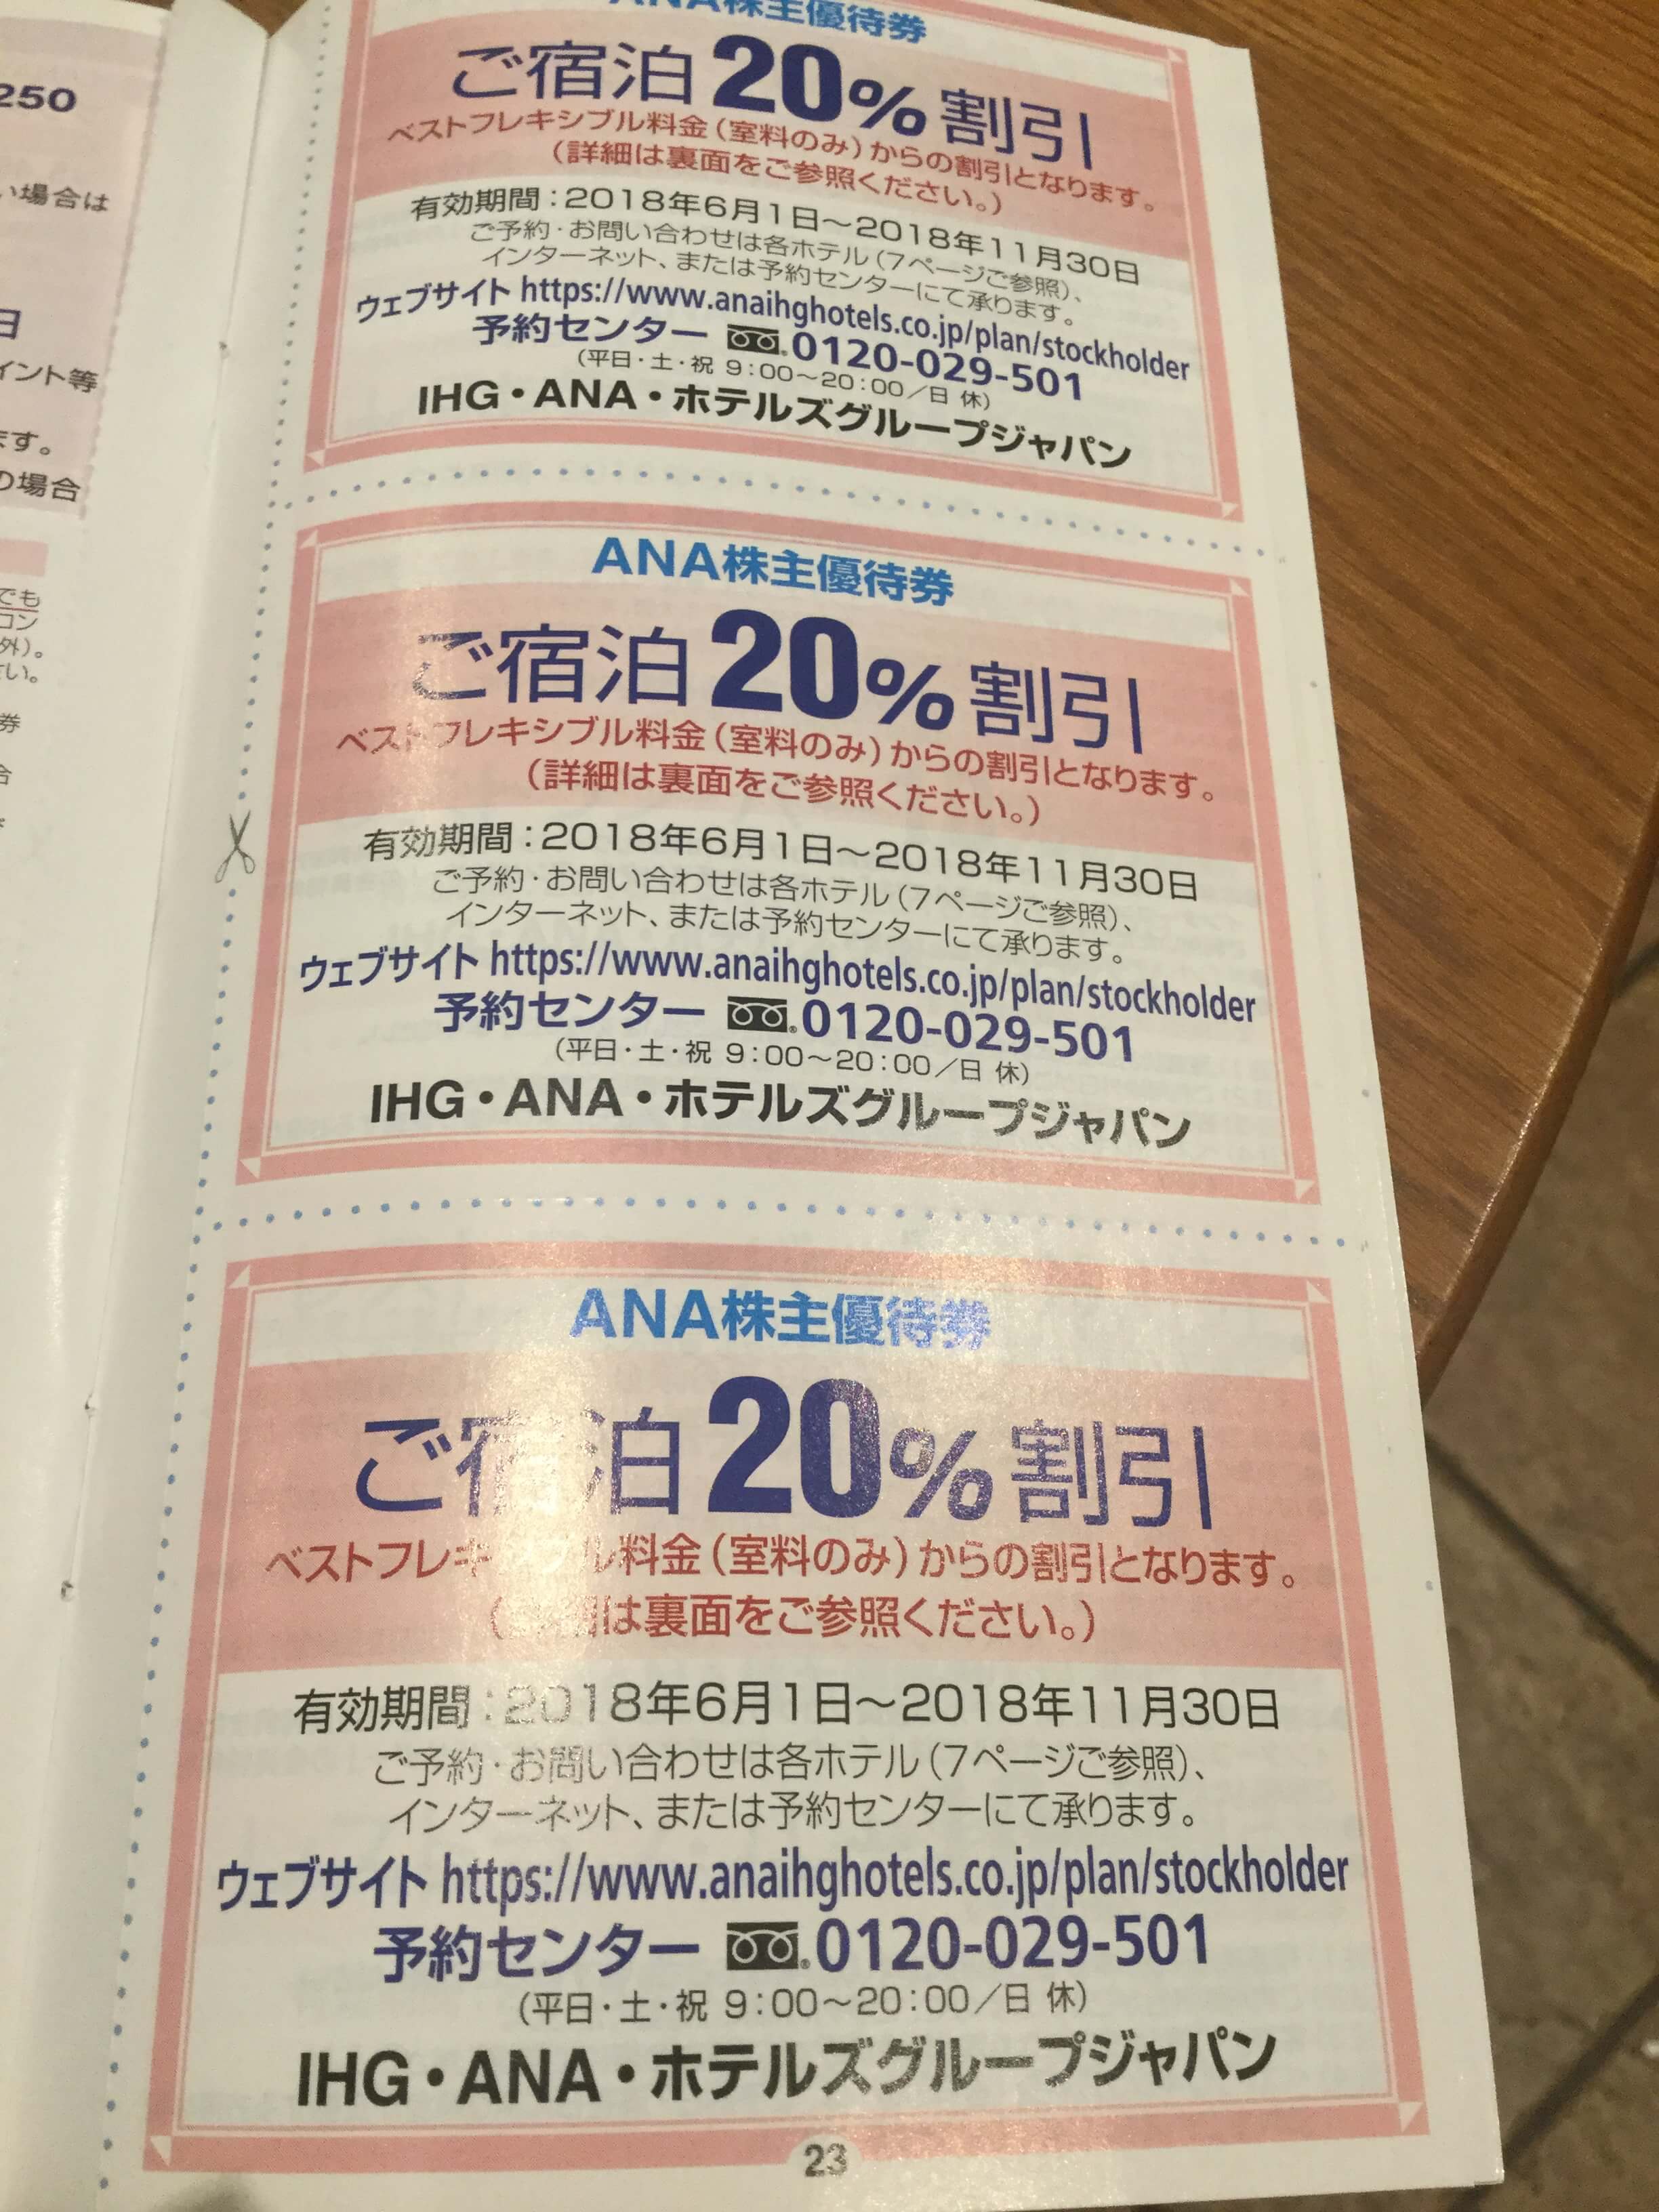 250
い場合は
日
イント等
ます。
の場合
でも
コン
外)。
さい。
券
合
ANA株主優待券
ご宿泊20%割引
ベストフレキシブル料金(室料のみ)からの割引となります。
(詳細は裏面をご参照ください。)
有効期間:2018年6月1日〜2018年11月30日
ご予約・お問い合わせは各ホテル(7ページご参照)、
インターネット、または予約センターにて承ります。
ウェブサイト https://www.anaihghotels.co.jp/plan/stockholder
予約センター 0120-029-501
(平日・土・祝 9:00〜20:00/日 休)
IHG・ANA・ホテルズグループジャパン
ANA株主優待券
ご宿泊20%割引
ベストフレキシブル料金(室料のみ)からの割引となります。
(詳細は裏面をご参照ください。)
有効期間:2018年6月1日〜2018年11月30日
ご予約・お問い合わせは各ホテル(7ページご参照)、
インターネット、または予約センターにて承ります。
ウェブサイト https://www.anaihghotels.co.jp/plan/stockholder
予約センター 0120-029-501
(平日・土・祝 9:00〜20:00/日 休)
IHG・ANA・ホテルズグループジャパン
ANA株主優待券
ご宿泊20%割引
ベストフレキシブル料金(室料のみ)からの割引となります。
(詳細は裏面をご参照ください。)
有効期間:2018年6月1日〜2018年11月30日
ご予約・お問い合わせは各ホテル(7ページご参照)、
インターネット、または予約センターにて承ります。
ウェブサイト https://www.anaihghotels.co.jp/plan/stockholder
予約センター 0120-029-501
(平日・土・祝 9:00〜20:00/日 休)
IHG・ANA・ホテルズグループジャパン
23